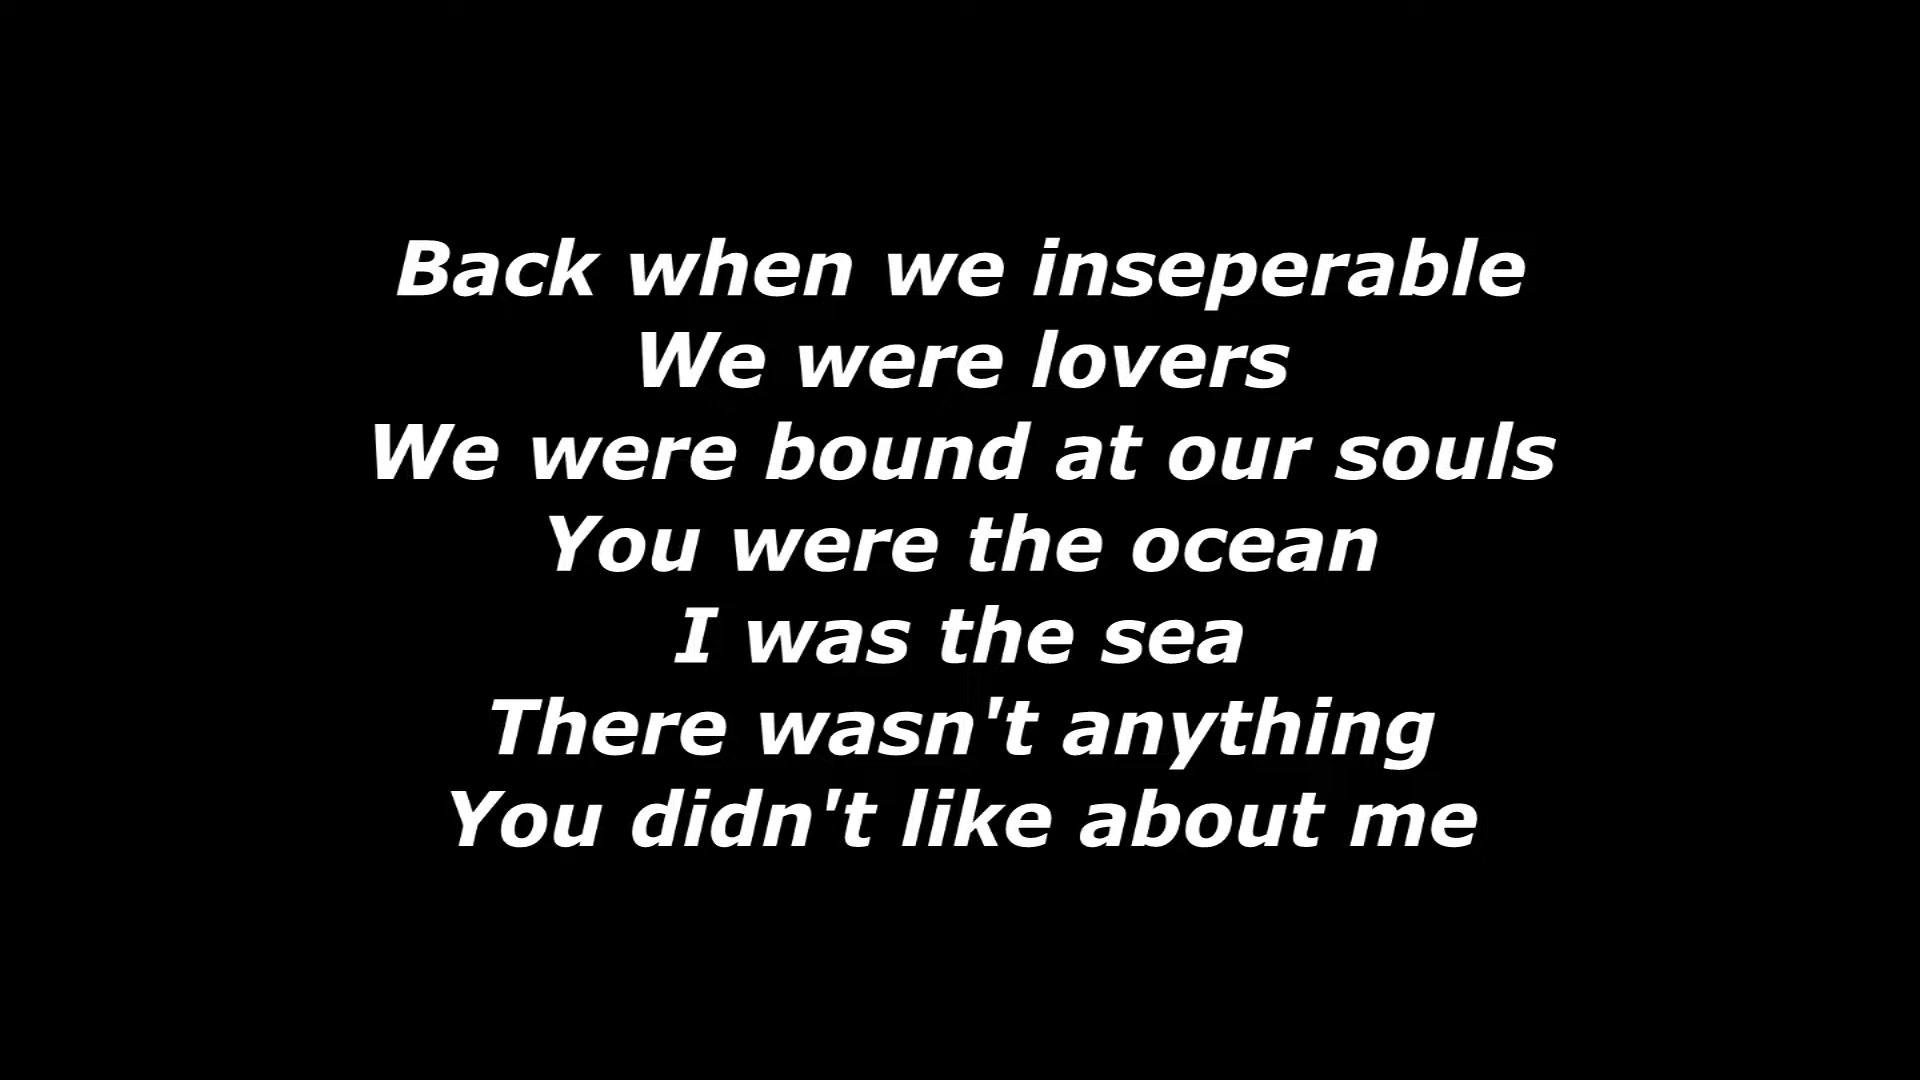 Back when we inseperable
We were lovers
We were bound at our souls
You were the ocean
I was the sea
There wasn't anything
You didn't like about me